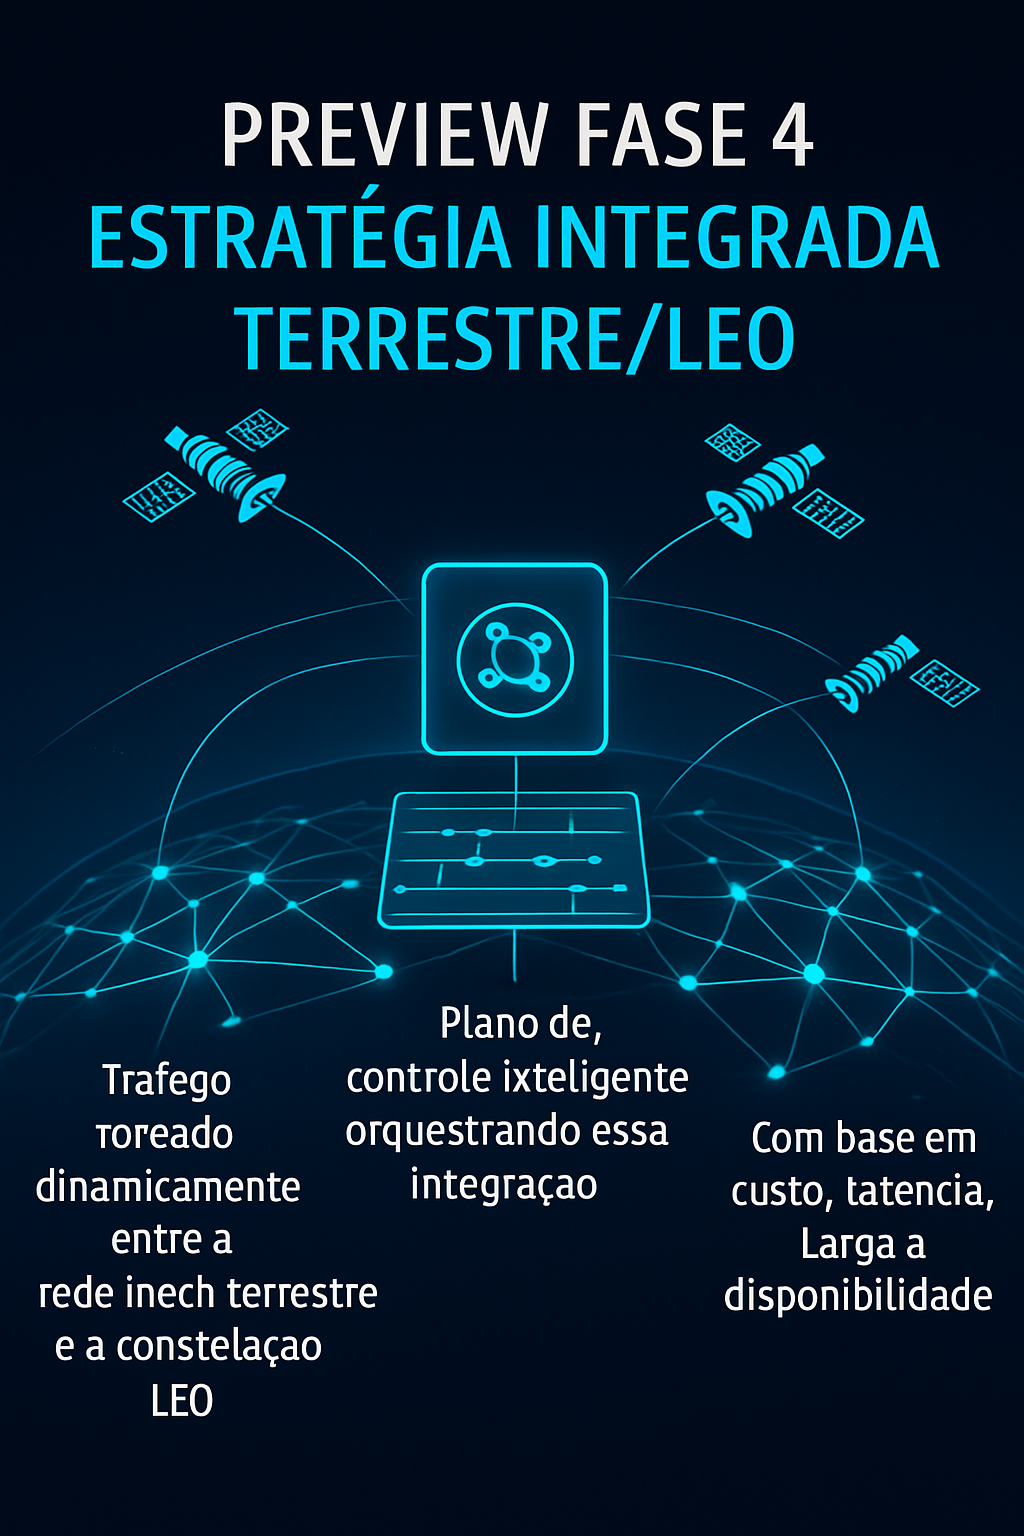 PREVIEW FASE 4
ESTRATÉGIA INTEGRADA
TERRESTRE/LEO
Trafego
roreado
dinamicamente
entre a
rede inech terrestre
e a constelaçao
LEO
Plano de,
controle ixteligente
orquestrando essa
integraçao
Com base em
custo, tatencia,
Larga a
disponibilidade